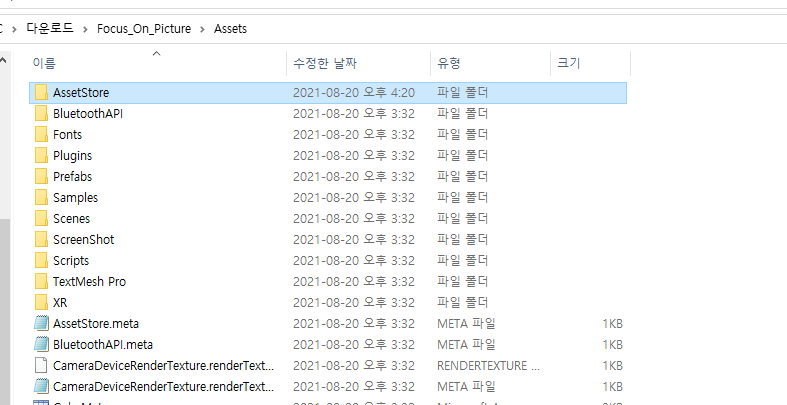 다운로드 > Focus_On_Picture > Assets
이름 수정한 날짜 유형 크기
AssetStore 2021-08-20 오후 4:20 파일 폴더
BluetoothAPI 2021-08-20 오후 3:32 파일 폴더
Fonts 2021-08-20 오후 3:32 파일 폴더
Plugins 2021-08-20 오후 3:32 파일 폴더
Prefabs 2021-08-20 오후 3:32 파일 폴더
Samples 2021-08-20 오후 3:32 파일 폴더
Scenes 2021-08-20 오후 3:32 파일 폴더
ScreenShot 2021-08-20 오후 3:32 파일 폴더
Scripts 2021-08-20 오후 3:32 파일 폴더
TextMesh Pro 2021-08-20 오후 3:32 파일 폴더
XR 2021-08-20 오후 3:32 파일 폴더
AssetStore.meta 2021-08-20 오후 3:32 META 파일 1KB
BluetoothAPI.meta 2021-08-20 오후 3:32 META 파일 1KB
CameraDeviceRenderTexture.renderText... 2021-08-20 오후 3:32 RENDERTEXTURE ... 1KB
CameraDeviceRenderTexture.renderText... 2021-08-20 오후 3:32 META 파일 1KB